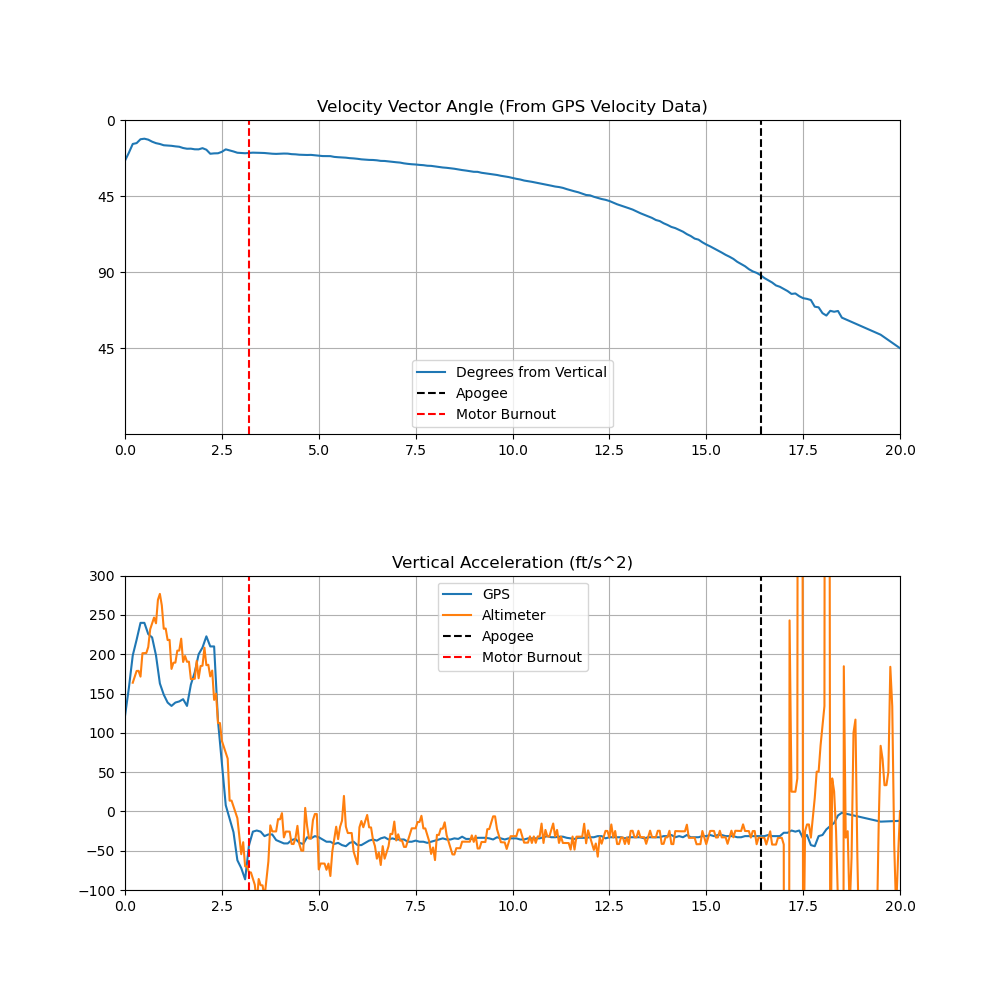 Velocity Vector Angle (From GPS Velocity Data)
0
45
90
45
Degrees from Vertical
Apogee
Motor Burnout
0.0 2.5 5.0 7.5 10.0 12.5 15.0 17.5 20.0
Vertical Acceleration (ft/s^2)
300
250
200
150
100
50
0
−50
−100
GPS
Altimeter
Apogee
Motor Burnout
0.0 2.5 5.0 7.5 10.0 12.5 15.0 17.5 20.0